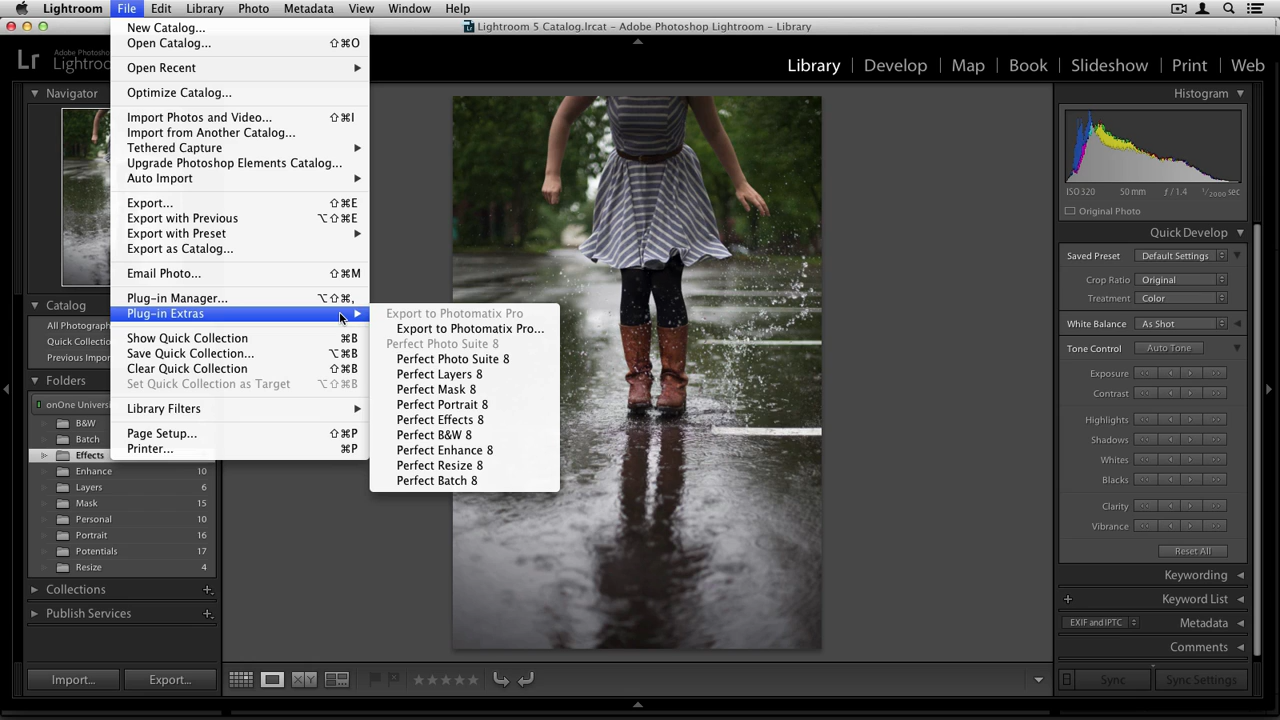 Lightroom File Edit Library Photo Metadata View Window Help
Lightroom 5 Catalog.lrcat – Adobe Photoshop Lightroom – Library
Lr Adobe Photosh
Lightroo
Library | Develop | Map | Book | Slideshow | Print | Web
New Catalog...
Open Catalog... ⇧⌘O
Open Recent
Optimize Catalog...
Import Photos and Video... ⇧⌘I
Import from Another Catalog...
Tethered Capture
Upgrade Photoshop Elements Catalog...
Auto Import
Export... ⇧⌘E
Export with Previous ⌥⇧⌘E
Export with Preset
Export as Catalog...
Email Photo... ⇧⌘M
Plug-in Manager... ⌥⇧⌘,
Plug-in Extras
Show Quick Collection ⌘B
Save Quick Collection... ⌥⌘B
Clear Quick Collection ⇧⌘B
Set Quick Collection as Target ⌥⇧⌘B
Library Filters
Page Setup... ⇧⌘P
Printer... ⌘P
Export to Photomatix Pro
Export to Photomatix Pro...
Perfect Photo Suite 8
Perfect Photo Suite 8
Perfect Layers 8
Perfect Mask 8
Perfect Portrait 8
Perfect Effects 8
Perfect B&W 8
Perfect Enhance 8
Perfect Resize 8
Perfect Batch 8
Navigator
Catalog
All Photograph
Quick Collectio
Previous Impor
Folders
onOne Universi
B&W
Batch
Effects
Enhance 10
Layers 6
Mask 15
Personal 10
Portrait 16
Potentials 17
Resize 4
Collections
Publish Services
Import... Export...
XY
Histogram
ISO 320 50 mm ƒ / 1.4 1/2000 sec
Original Photo
Quick Develop
Saved Preset Default Settings
Crop Ratio Original
Treatment Color
White Balance As Shot
Tone Control Auto Tone
Exposure
Contrast
Highlights
Shadows
Whites
Blacks
Clarity
Vibrance
Reset All
Keywording
Keyword List
EXIF and IPTC Metadata
Comments
Sync Sync Settings